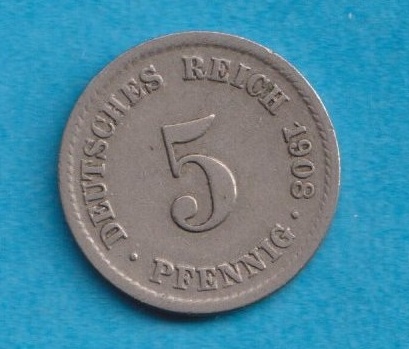 DEUTSCHES REICH 1908
5
· PFENNIG ·